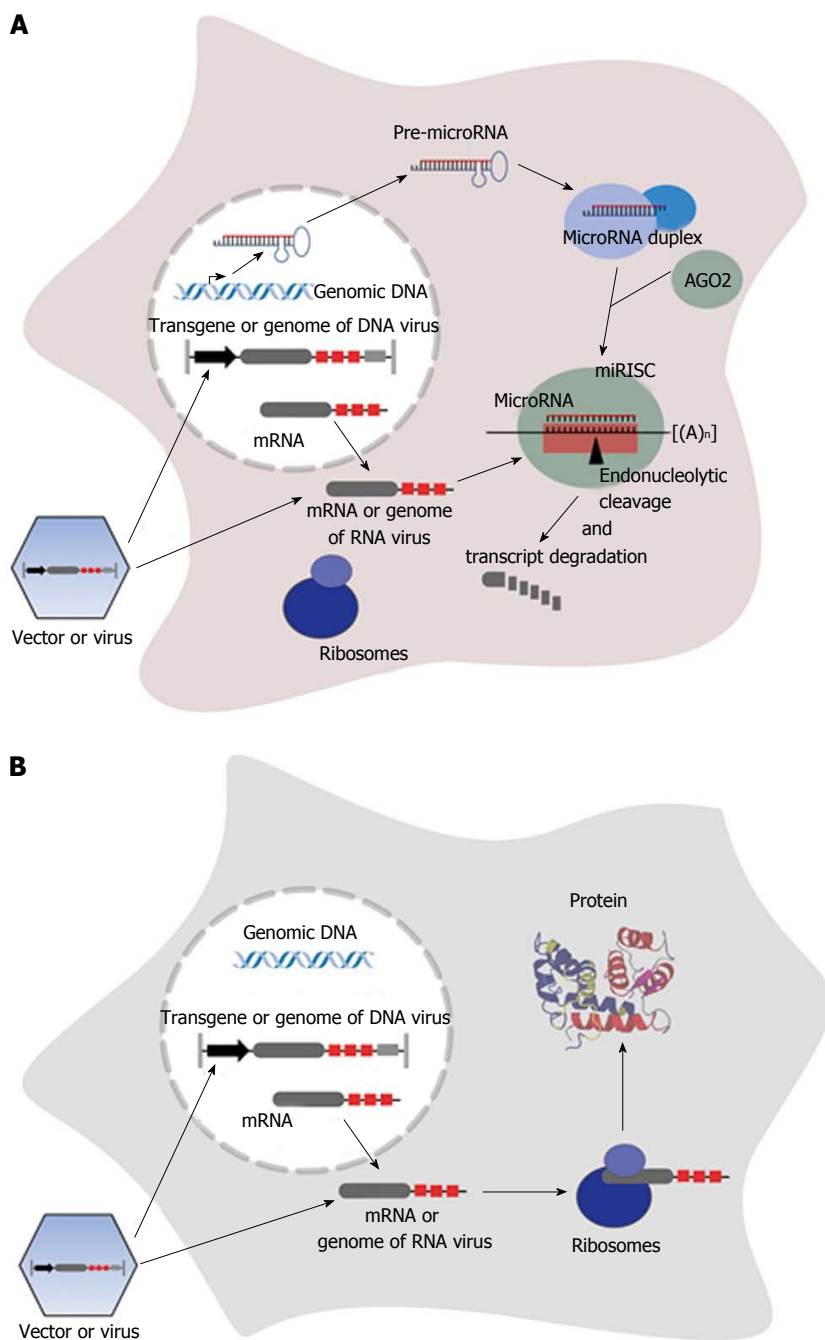 A
Pre-microRNA
MicroRNA duplex
Genomic DNA
AGO2
Transgene or genome of DNA virus
miRISC
MicroRNA
[(A)n]
mRNA
Endonucleolytic
cleavage
and
transcript degradation
mRNA or genome
of RNA virus
Vector or virus
Ribosomes
B
Protein
Genomic DNA
Transgene or genome of DNA virus
mRNA
mRNA or
genome of RNA virus
Ribosomes
Vector or virus